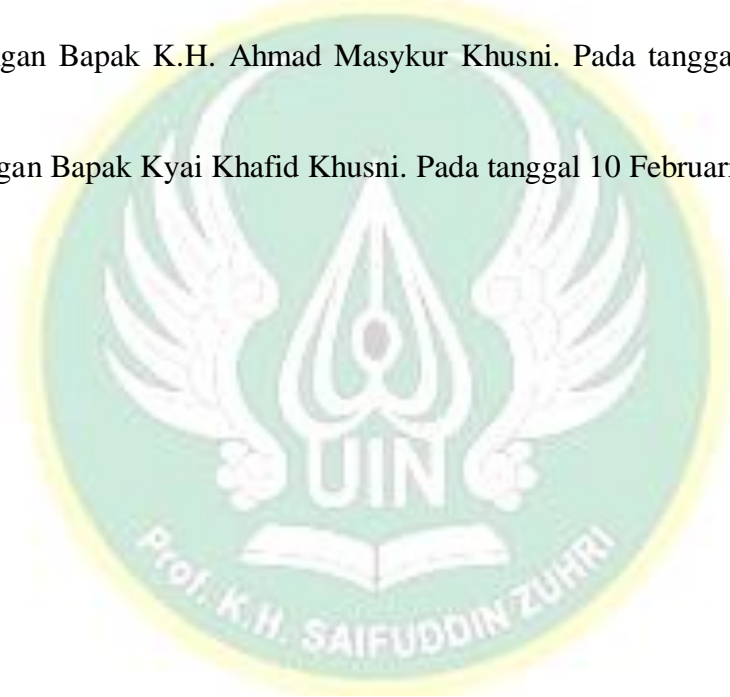 gan Bapak K.H. Ahmad Masykur Khusni. Pada tangga
gan Bapak Kyai Khafid Khusni. Pada tanggal 10 Februari
UIN
Prof. K.H. SAIFUDDIN ZUHRI